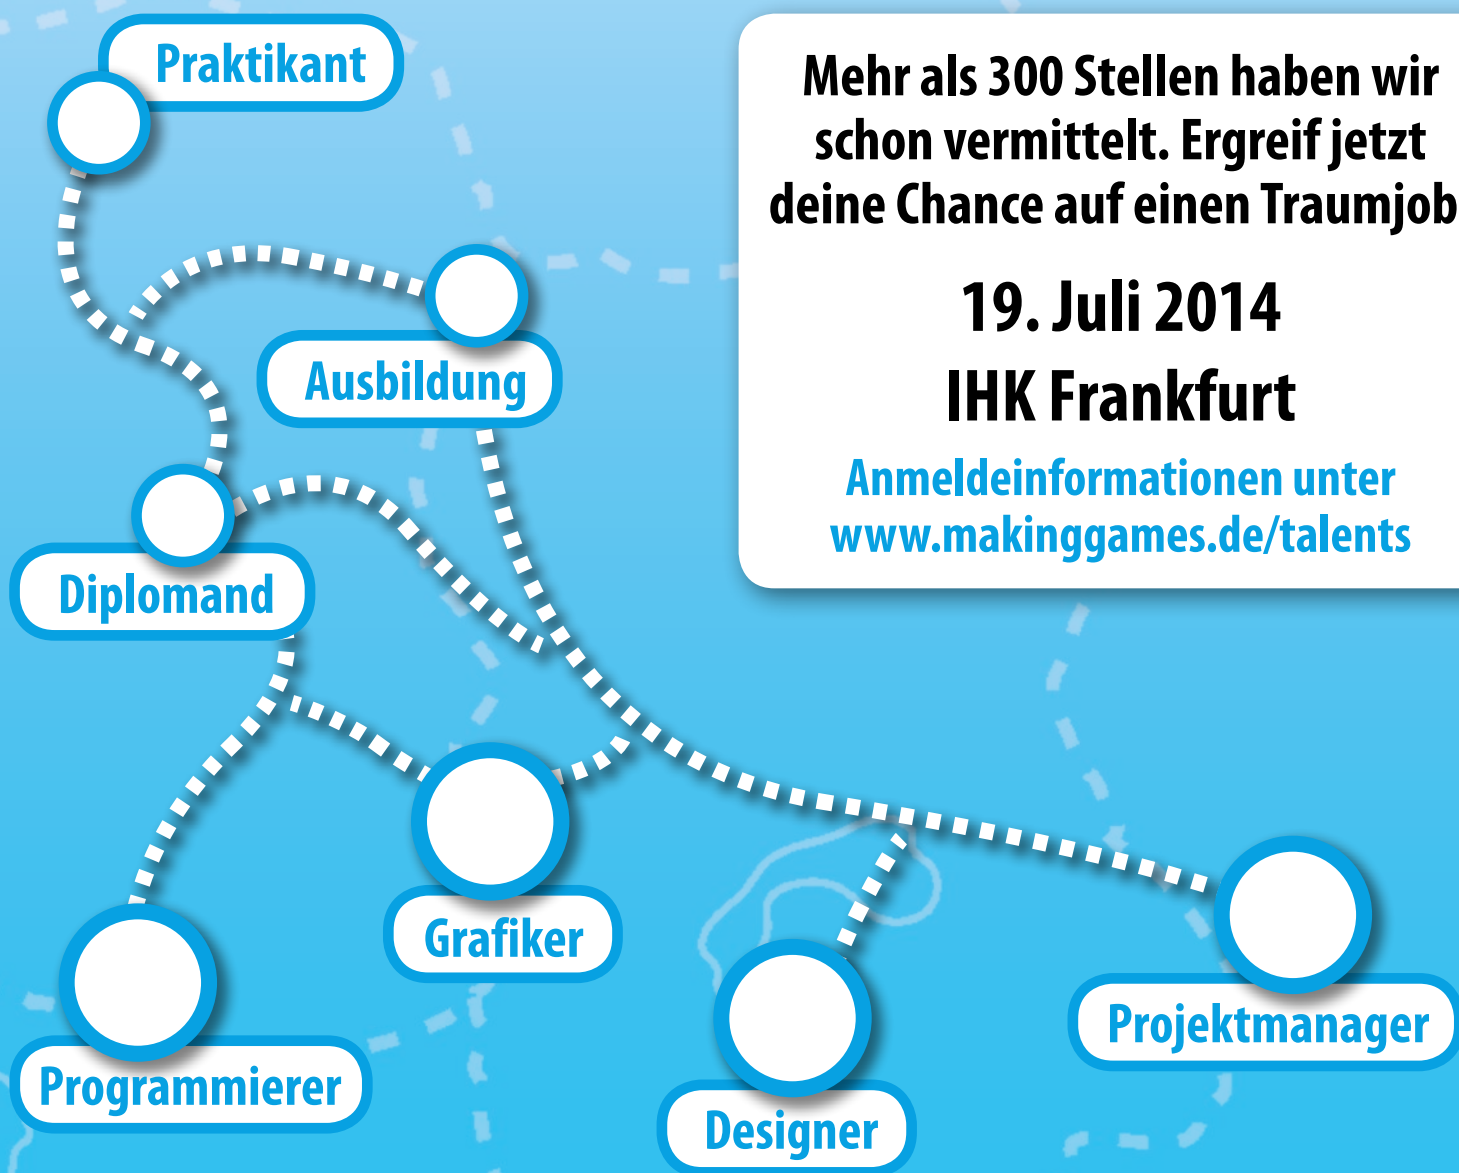 Praktikant
Mehr als 300 Stellen haben wir
schon vermittelt. Ergreif jetzt
deine Chance auf einen Traumjob
19. Juli 2014
IHK Frankfurt
Anmeldeinformationen unter
www.makinggames.de/talents
Ausbildung
Diplomand
Grafiker
Programmierer
Projektmanager
Designer